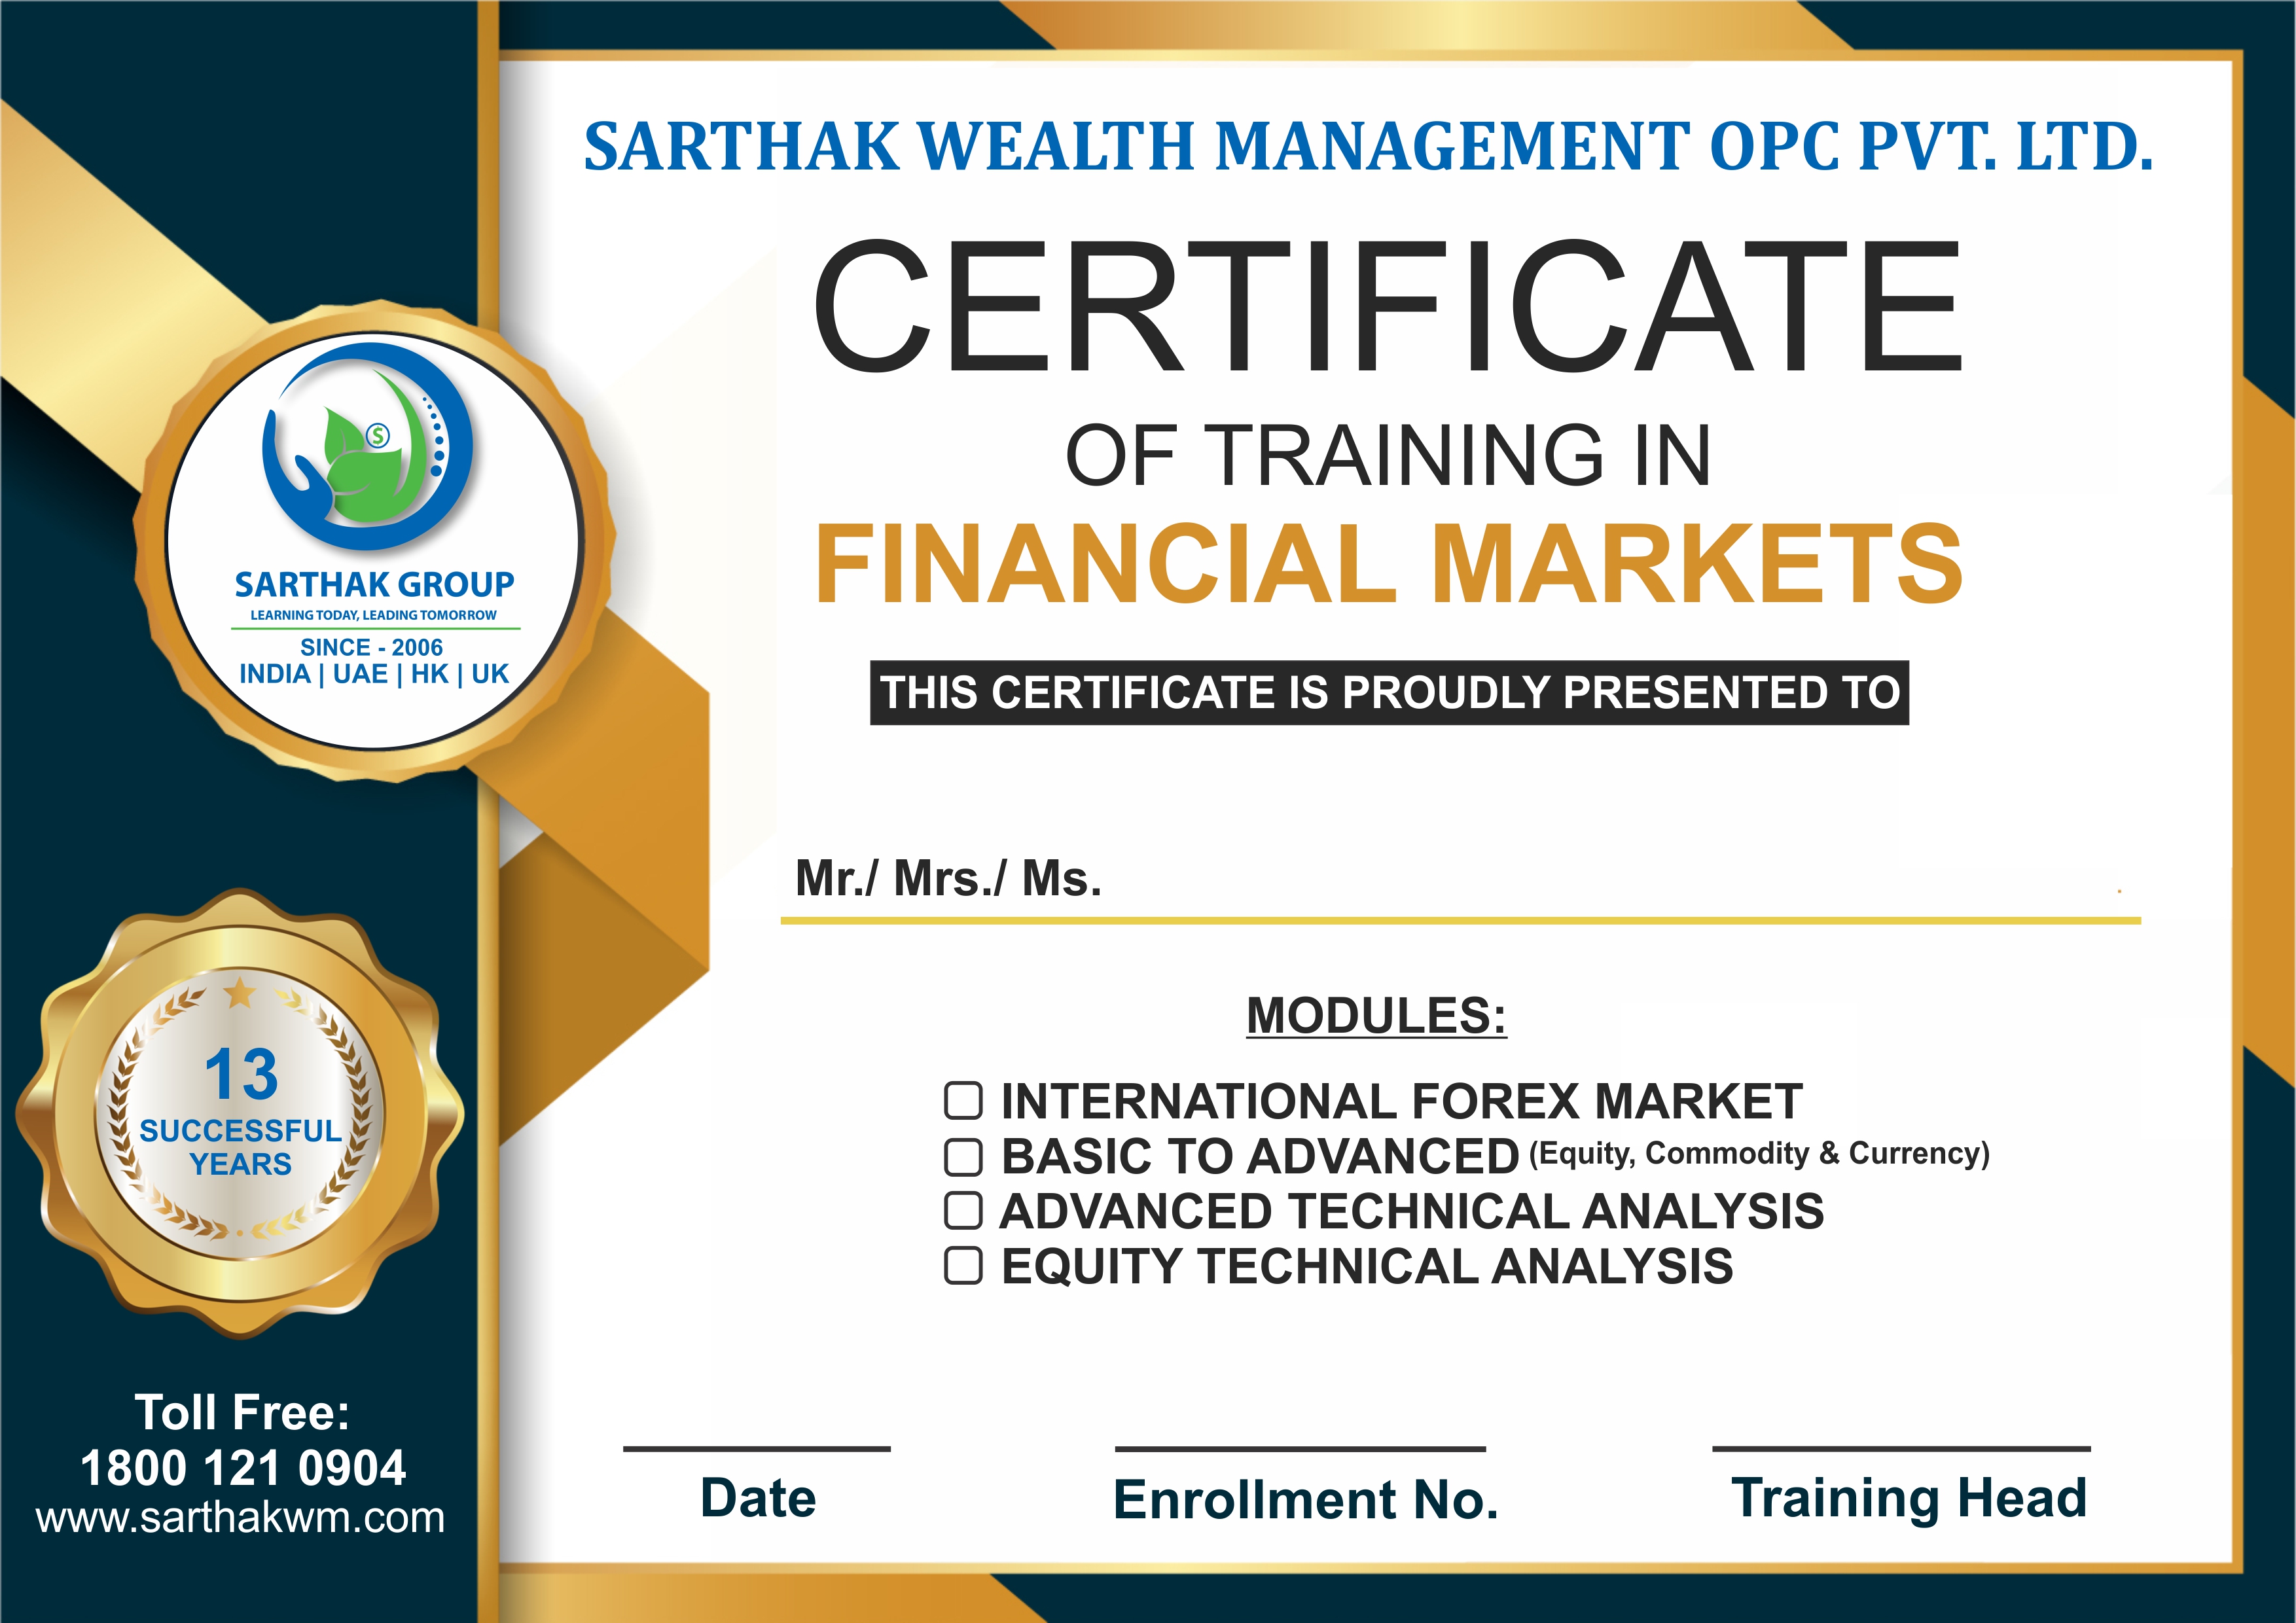 SARTHAK WEALTH MANAGEMENT OPC PVT. LTD.
CERTIFICATE
OF TRAINING IN
FINANCIAL MARKETS
THIS CERTIFICATE IS PROUDLY PRESENTED TO
Mr./ Mrs./ Ms.
MODULES:
INTERNATIONAL FOREX MARKET
BASIC TO ADVANCED (Equity, Commodity & Currency)
ADVANCED TECHNICAL ANALYSIS
EQUITY TECHNICAL ANALYSIS
Date
Enrollment No.
Training Head
S
SARTHAK GROUP
LEARNING TODAY, LEADING TOMORROW
SINCE - 2006
INDIA | UAE | HK | UK
13
SUCCESSFUL
YEARS
Toll Free:
1800 121 0904
www.sarthakwm.com